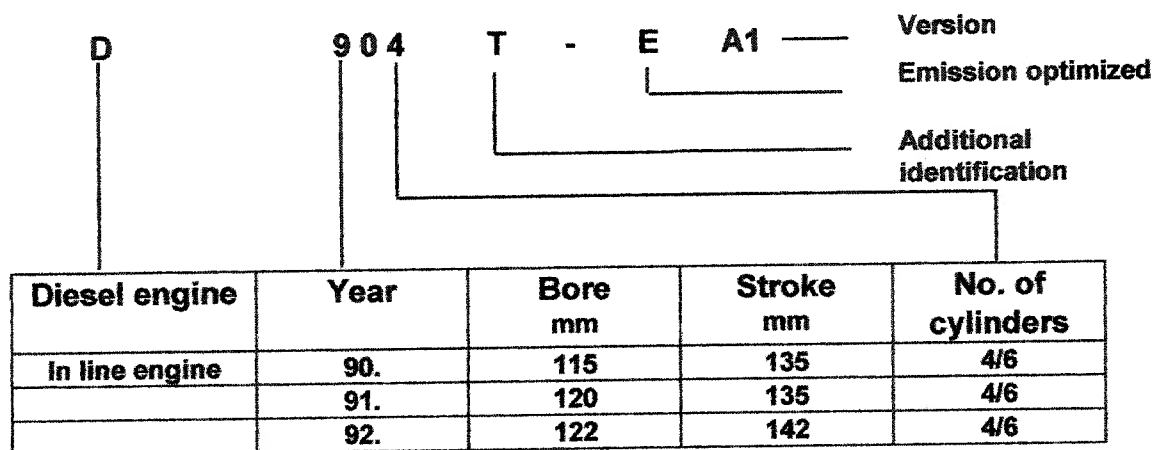 D 904 T - E A1 Version
Emission optimized
Additional
identification
Diesel engine Year Bore Stroke No. of
mm mm cylinders
In line engine 90. 115 135 4/6
91. 120 135 4/6
92. 122 142 4/6